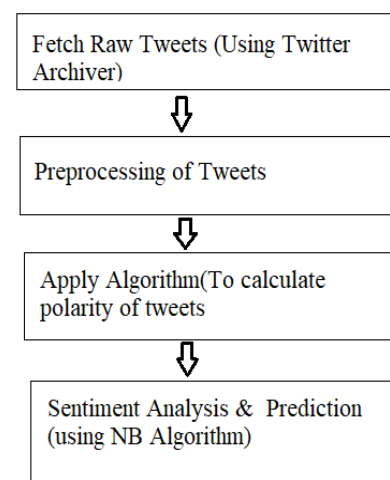 Fetch Raw Tweets (Using Twitter
Archiver)
Preprocessing of Tweets
Apply Algorithm(To calculate
polarity of tweets
Sentiment Analysis & Prediction
(using NB Algorithm)